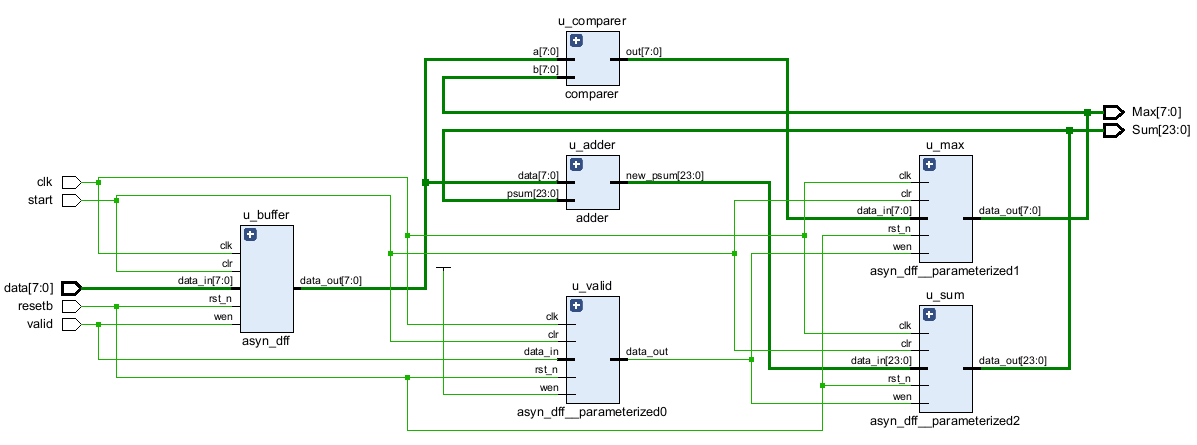 u_comparer
a[7:0]
out[7:0]
b[7:0]
comparer
Max[7:0]
Sum[23:0]
u_adder
data[7:0]
new_psum[23:0]
psum[23:0]
adder
u_max
clk
clr
data_in[7:0]
data_out[7:0]
rst_n
wen
asyn_dff__parameterized1
clk
start
data[7:0]
resetb
valid
u_buffer
clk
clr
data_in[7:0]
data_out[7:0]
rst_n
wen
asyn_dff
u_valid
clk
clr
data_in
data_out
rst_n
wen
asyn_dff__parameterized0
u_sum
clk
clr
data_in[23:0]
data_out[23:0]
rst_n
wen
asyn_dff__parameterized2